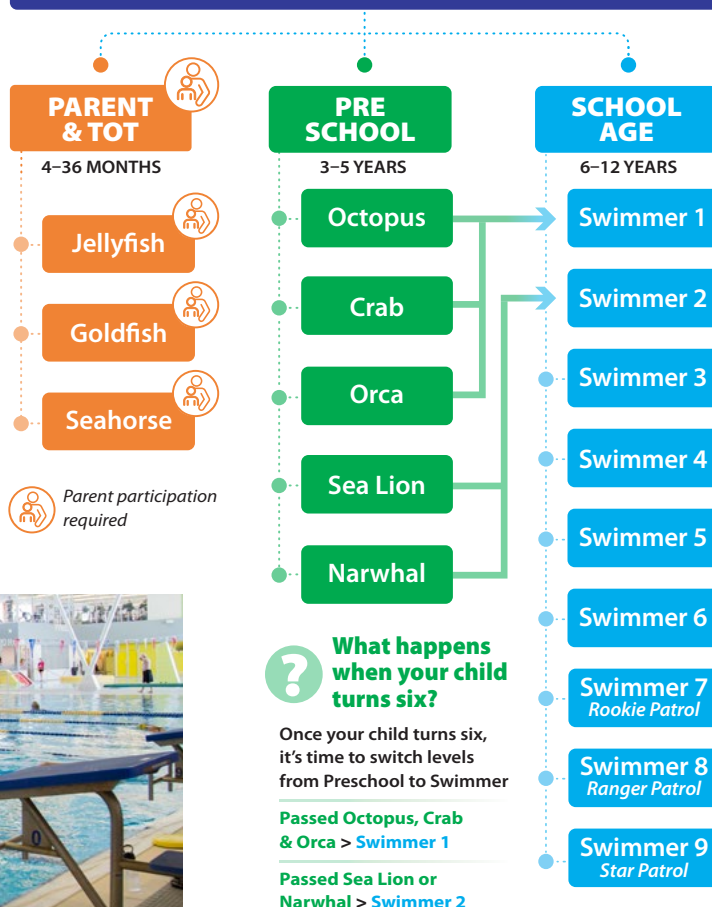 PARENT
& TOT
4–36 MONTHS
Jellyfish
Goldfish
Seahorse
Parent participation
required
PRE
SCHOOL
3–5 YEARS
Octopus
Crab
Orca
Sea Lion
Narwhal
What happens
when your child
turns six?
?
Once your child turns six,
it’s time to switch levels
from Preschool to Swimmer
Passed Octopus, Crab
& Orca > Swimmer 1
Passed Sea Lion or
Narwhal > Swimmer 2
SCHOOL
AGE
6–12 YEARS
Swimmer 1
Swimmer 2
Swimmer 3
Swimmer 4
Swimmer 5
Swimmer 6
Swimmer 7
Rookie Patrol
Swimmer 8
Ranger Patrol
Swimmer 9
Star Patrol